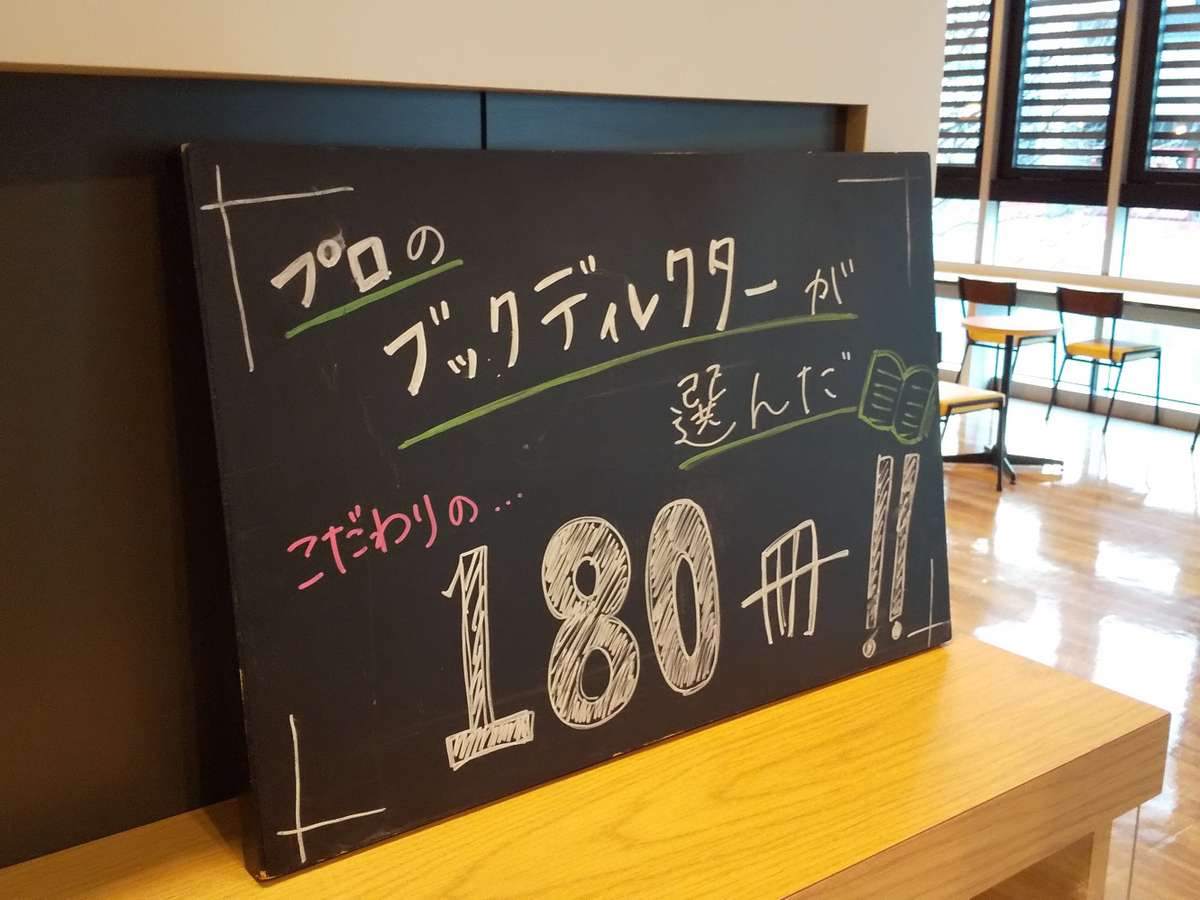 プロの
ブックディレクターが
選んだ
こだわりの...
180冊!!